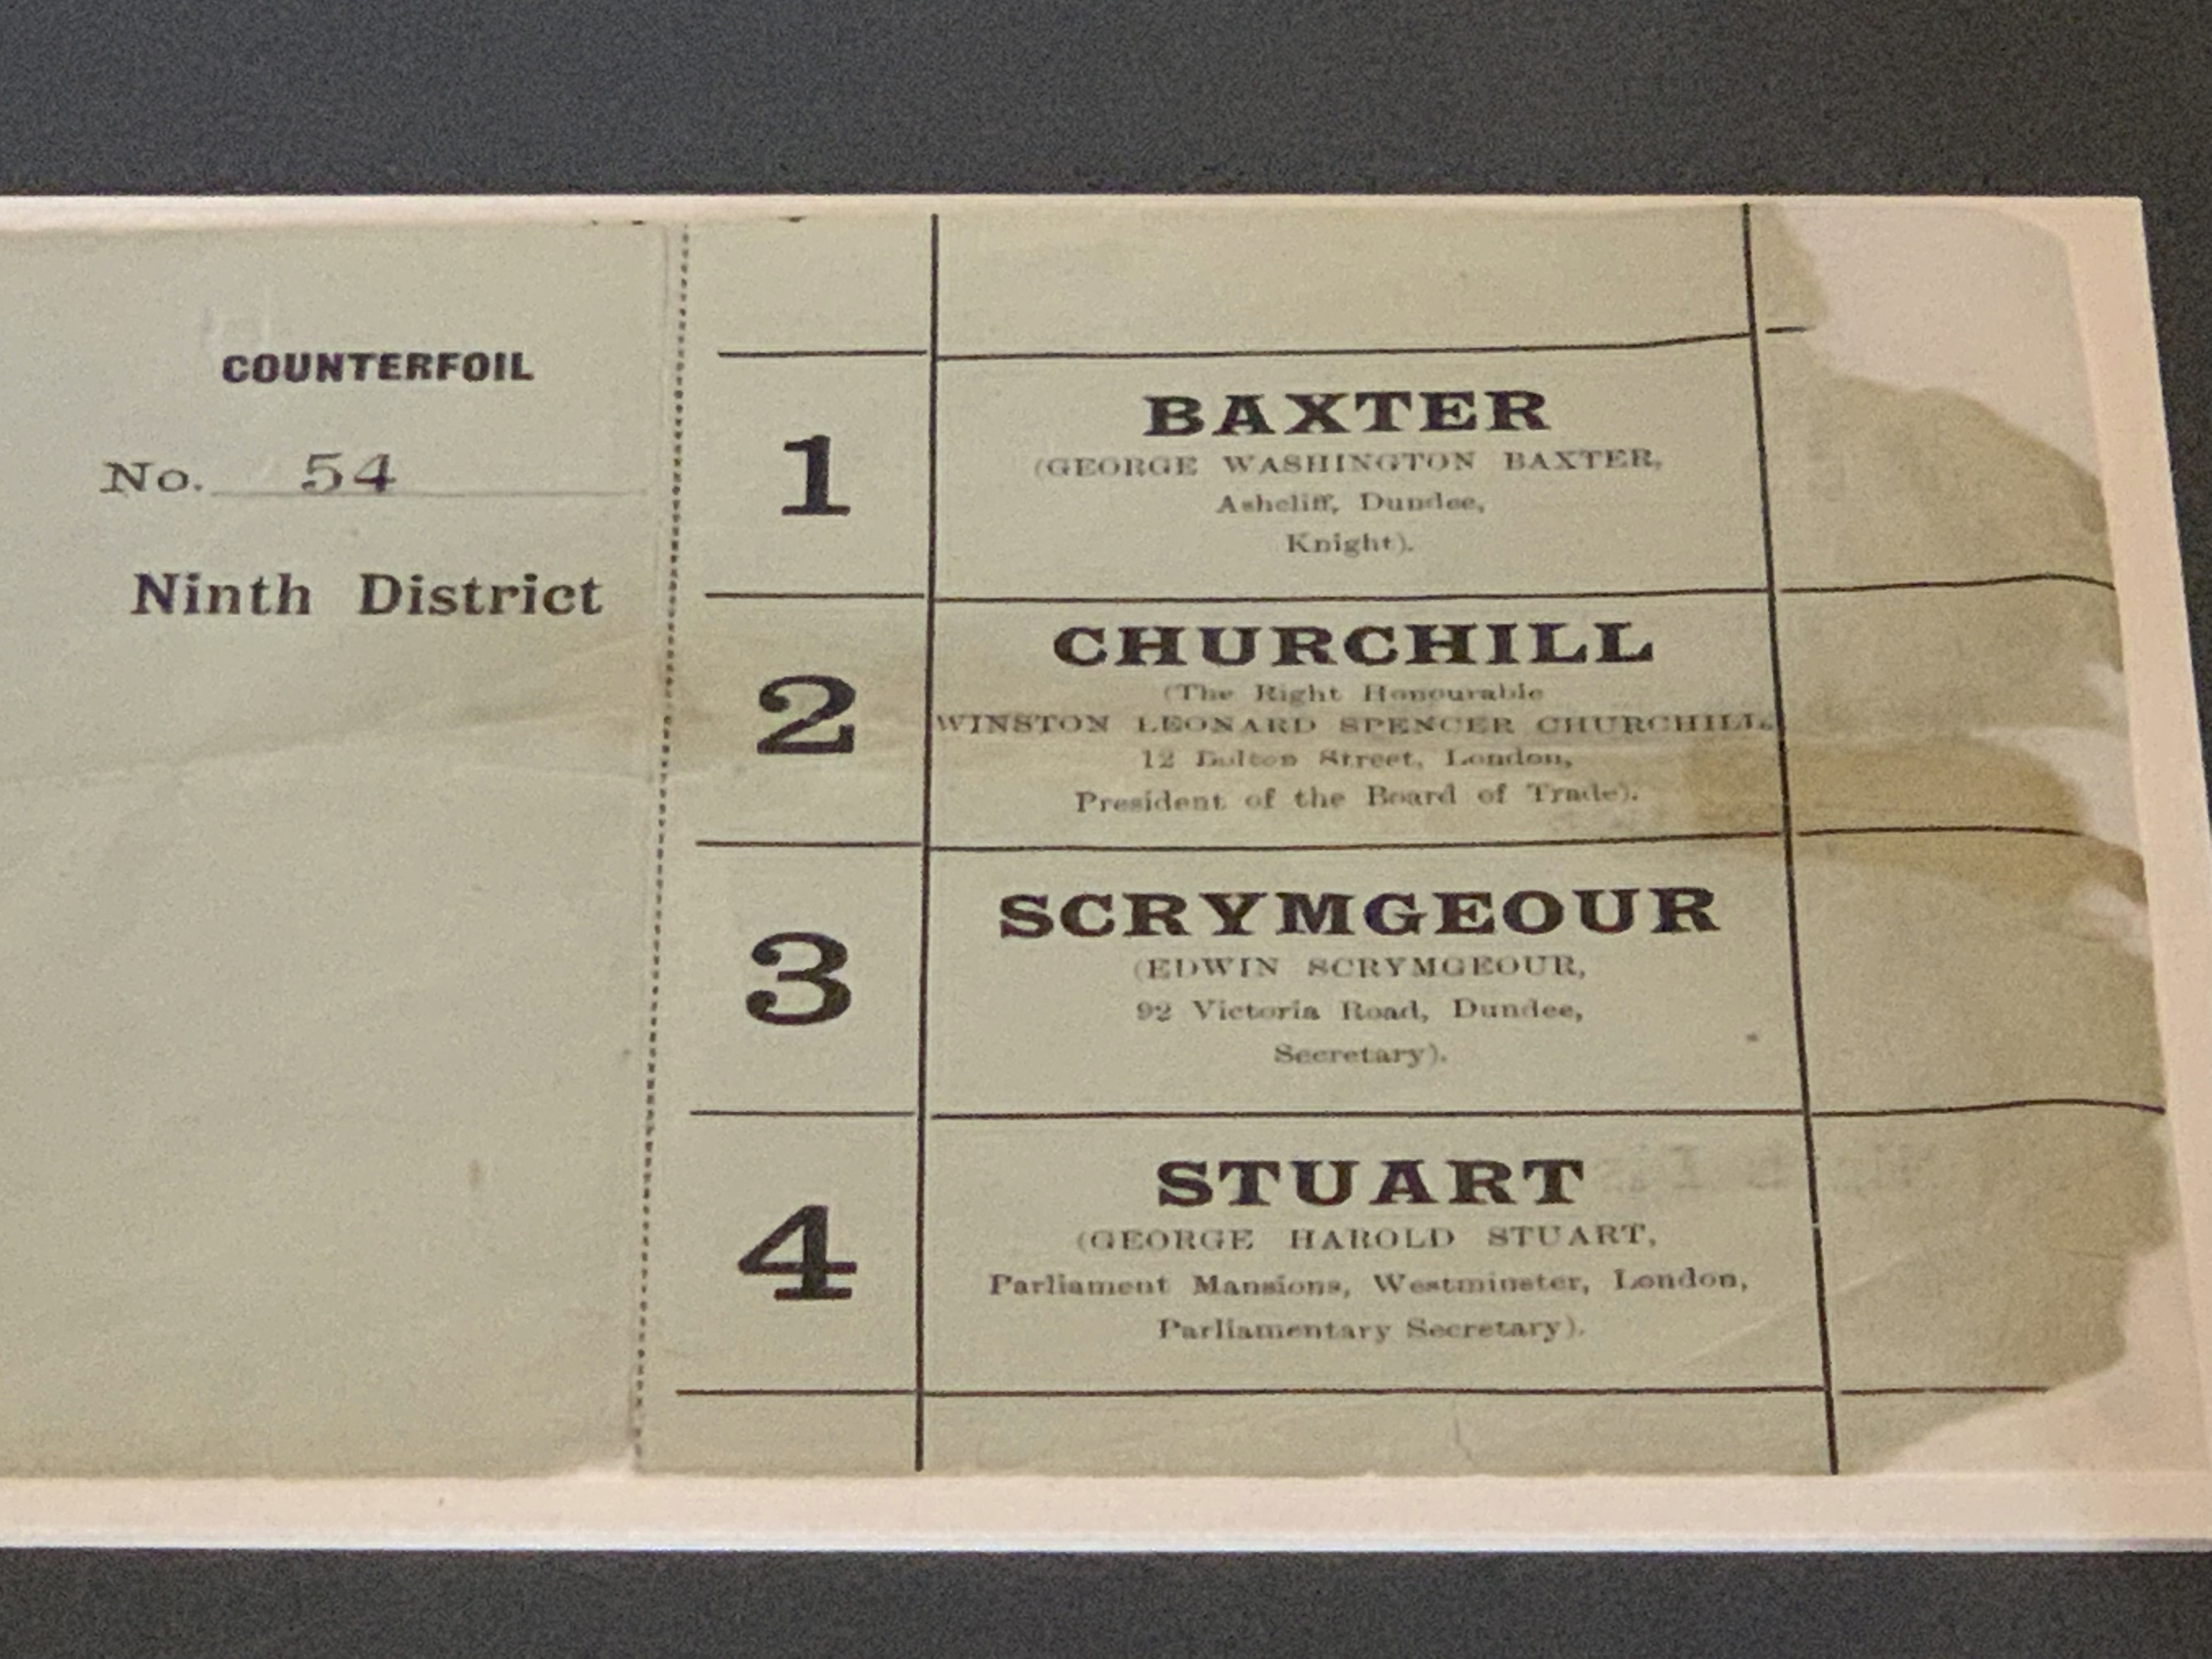 COUNTERFOIL
No. 54
Ninth District
1
BAXTER
(GEORGE WASHINGTON BAXTER,
Ashcliff, Dundee,
Knight).
2
CHURCHILL
(The Right Honourable
WINSTON LEONARD SPENCER CHURCHILL,
12 Bolton Street, London,
President of the Board of Trade).
3
SCRYMGEOUR
(EDWIN SCRYMGEOUR,
92 Victoria Road, Dundee,
Secretary).
4
STUART
(GEORGE HAROLD STUART,
Parliament Mansions, Westminster, London,
Parliamentary Secretary).